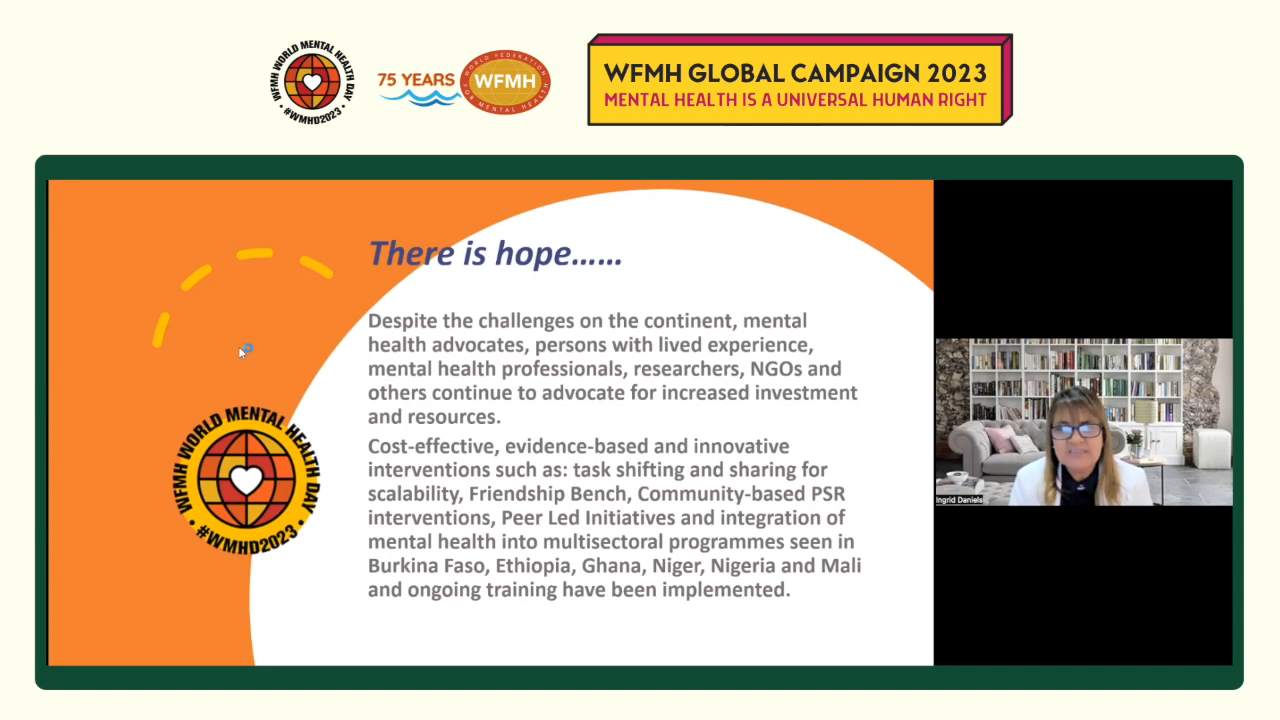 WFMH WORLD MENTAL HEALTH DAY
• #WMHD2023 •
75 YEARS
WORLD FEDERATION
WFMH
FOR MENTAL HEALTH
WFMH GLOBAL CAMPAIGN 2023
MENTAL HEALTH IS A UNIVERSAL HUMAN RIGHT
There is hope……
Despite the challenges on the continent, mental
health advocates, persons with lived experience,
mental health professionals, researchers, NGOs and
others continue to advocate for increased investment
and resources.
Cost-effective, evidence-based and innovative
interventions such as: task shifting and sharing for
scalability, Friendship Bench, Community-based PSR
interventions, Peer Led Initiatives and integration of
mental health into multisectoral programmes seen in
Burkina Faso, Ethiopia, Ghana, Niger, Nigeria and Mali
and ongoing training have been implemented.
WFMH WORLD MENTAL HEALTH DAY
• #WMHD2023 •
Ingrid Daniels